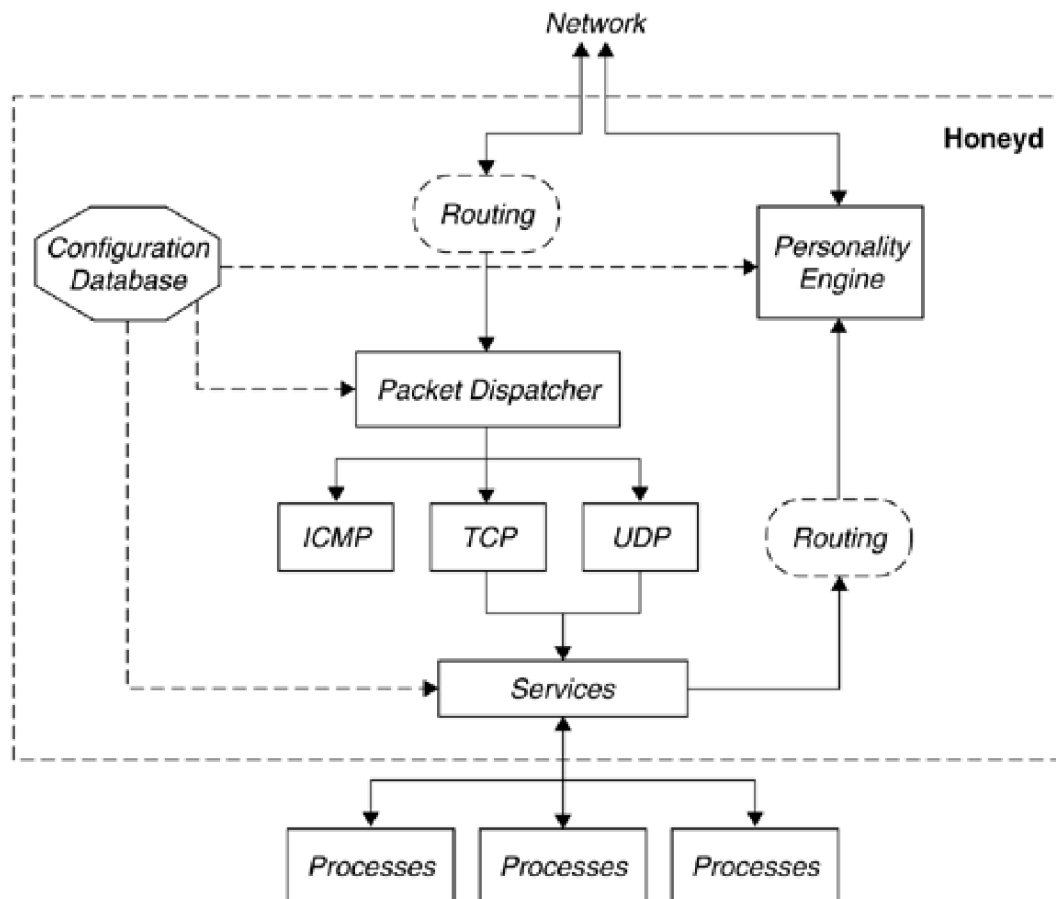 Network
Honeyd
Routing
Configuration
Database
Personality
Engine
Packet Dispatcher
ICMP
TCP
UDP
Routing
Services
Processes
Processes
Processes